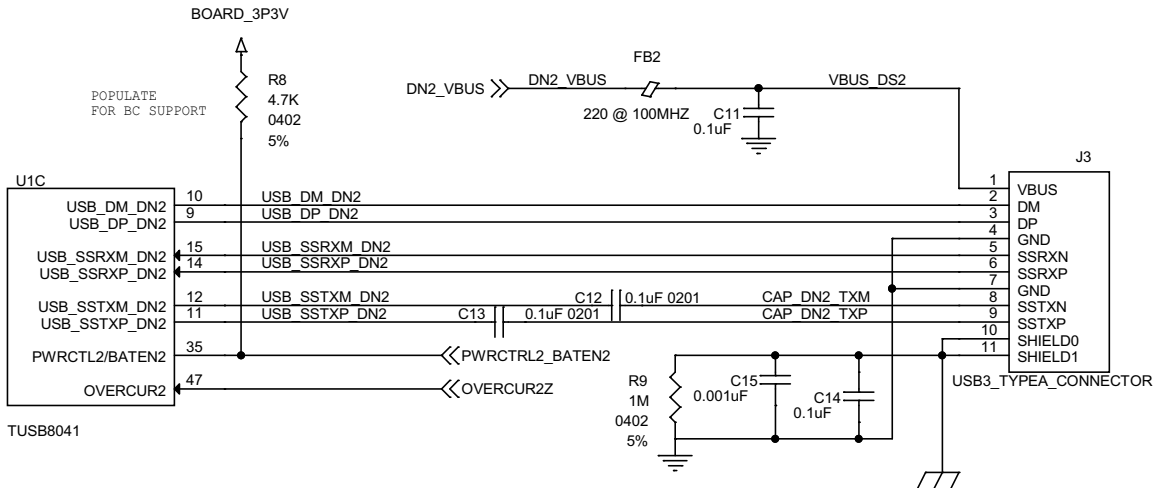 BOARD_3P3V
POPULATE
FOR BC SUPPORT
R8
4.7K
0402
5%
DN2_VBUS
DN2_VBUS
FB2
220 @ 100MHZ
VBUS_DS2
C11
0.1uF
J3
U1C
USB_DM_DN2 10 USB_DM_DN2
USB_DP_DN2 9 USB_DP_DN2
USB_SSRXM_DN2 15 USB_SSRXM_DN2
USB_SSRXP_DN2 14 USB_SSRXP_DN2
USB_SSTXM_DN2 12 USB_SSTXM_DN2 C12 0.1uF 0201 CAP_DN2_TXM
USB_SSTXP_DN2 11 USB_SSTXP_DN2 C13 0.1uF 0201 CAP_DN2_TXP
PWRCTL2/BATEN2 35 PWRCTRL2_BATEN2
OVERCUR2 47 OVERCUR2Z
TUSB8041
1 VBUS
2 DM
3 DP
4 GND
5 SSRXN
6 SSRXP
7 GND
8 SSTXN
9 SSTXP
10 SHIELD0
11 SHIELD1
USB3_TYPEA_CONNECTOR
R9
1M
0402
5%
C15
0.001uF
C14
0.1uF